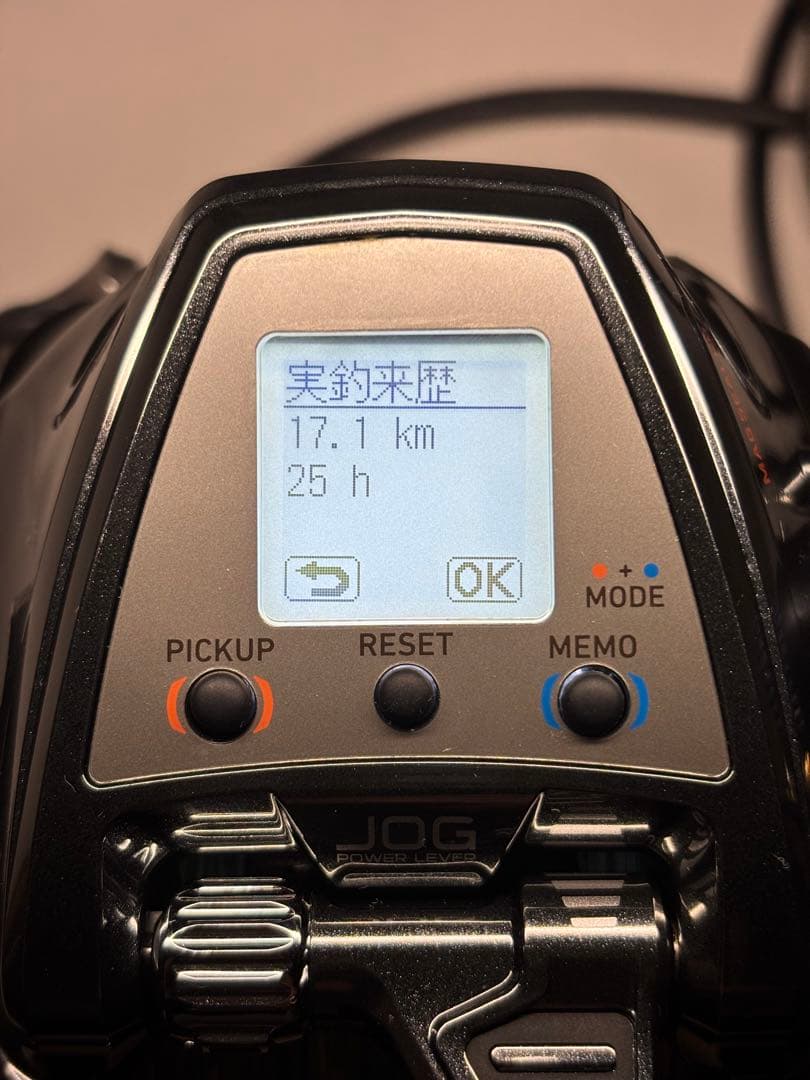 実釣来歴
17.1 km
25 h
OK
● + ●
MODE
PICKUP
RESET
MEMO
JOG
POWER LEVER